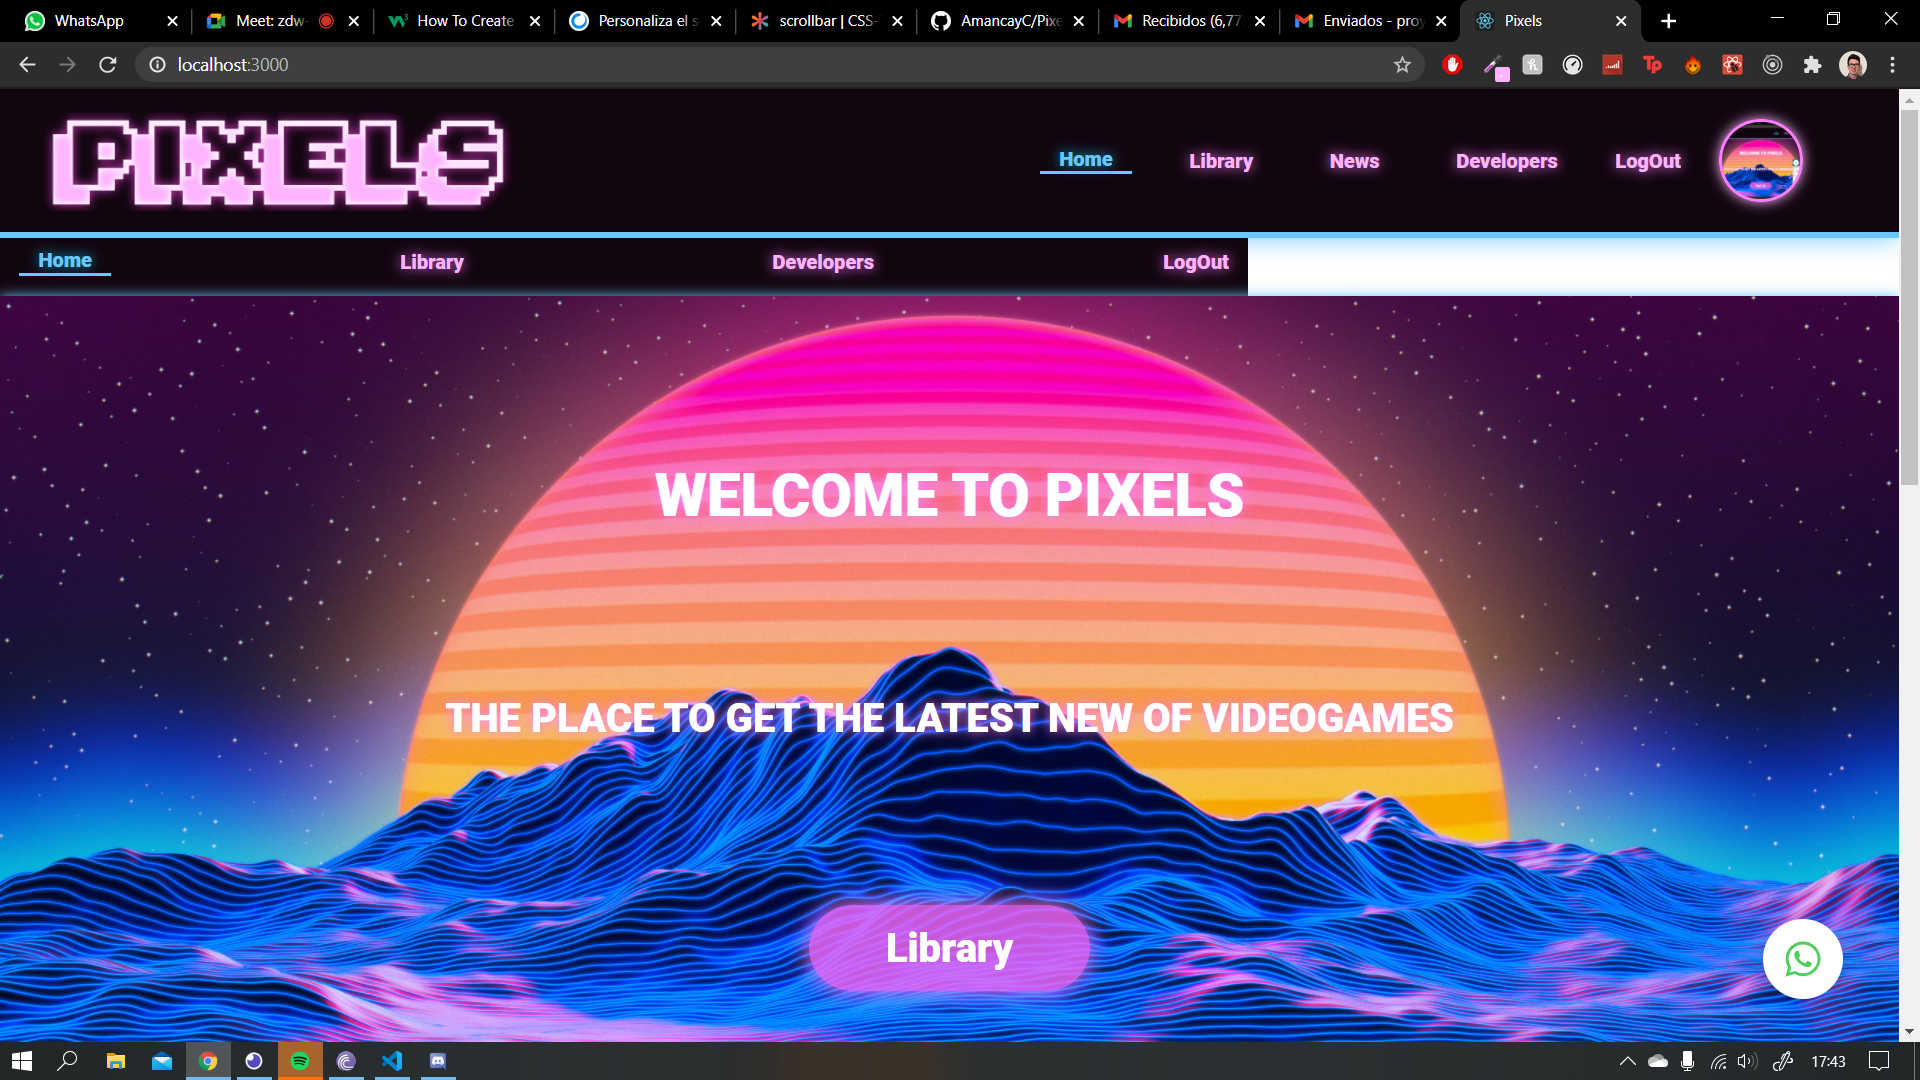 WhatsApp
Meet: zdw-
How To Create
Personaliza el s
scrollbar | CSS-
AmancayC/Pixe
Recibidos (6,77
Enviados - proy
Pixels
localhost:3000
PIXELS
Home Library News Developers LogOut
Home Library Developers LogOut
WELCOME TO PIXELS
THE PLACE TO GET THE LATEST NEW OF VIDEOGAMES
Library
17:43